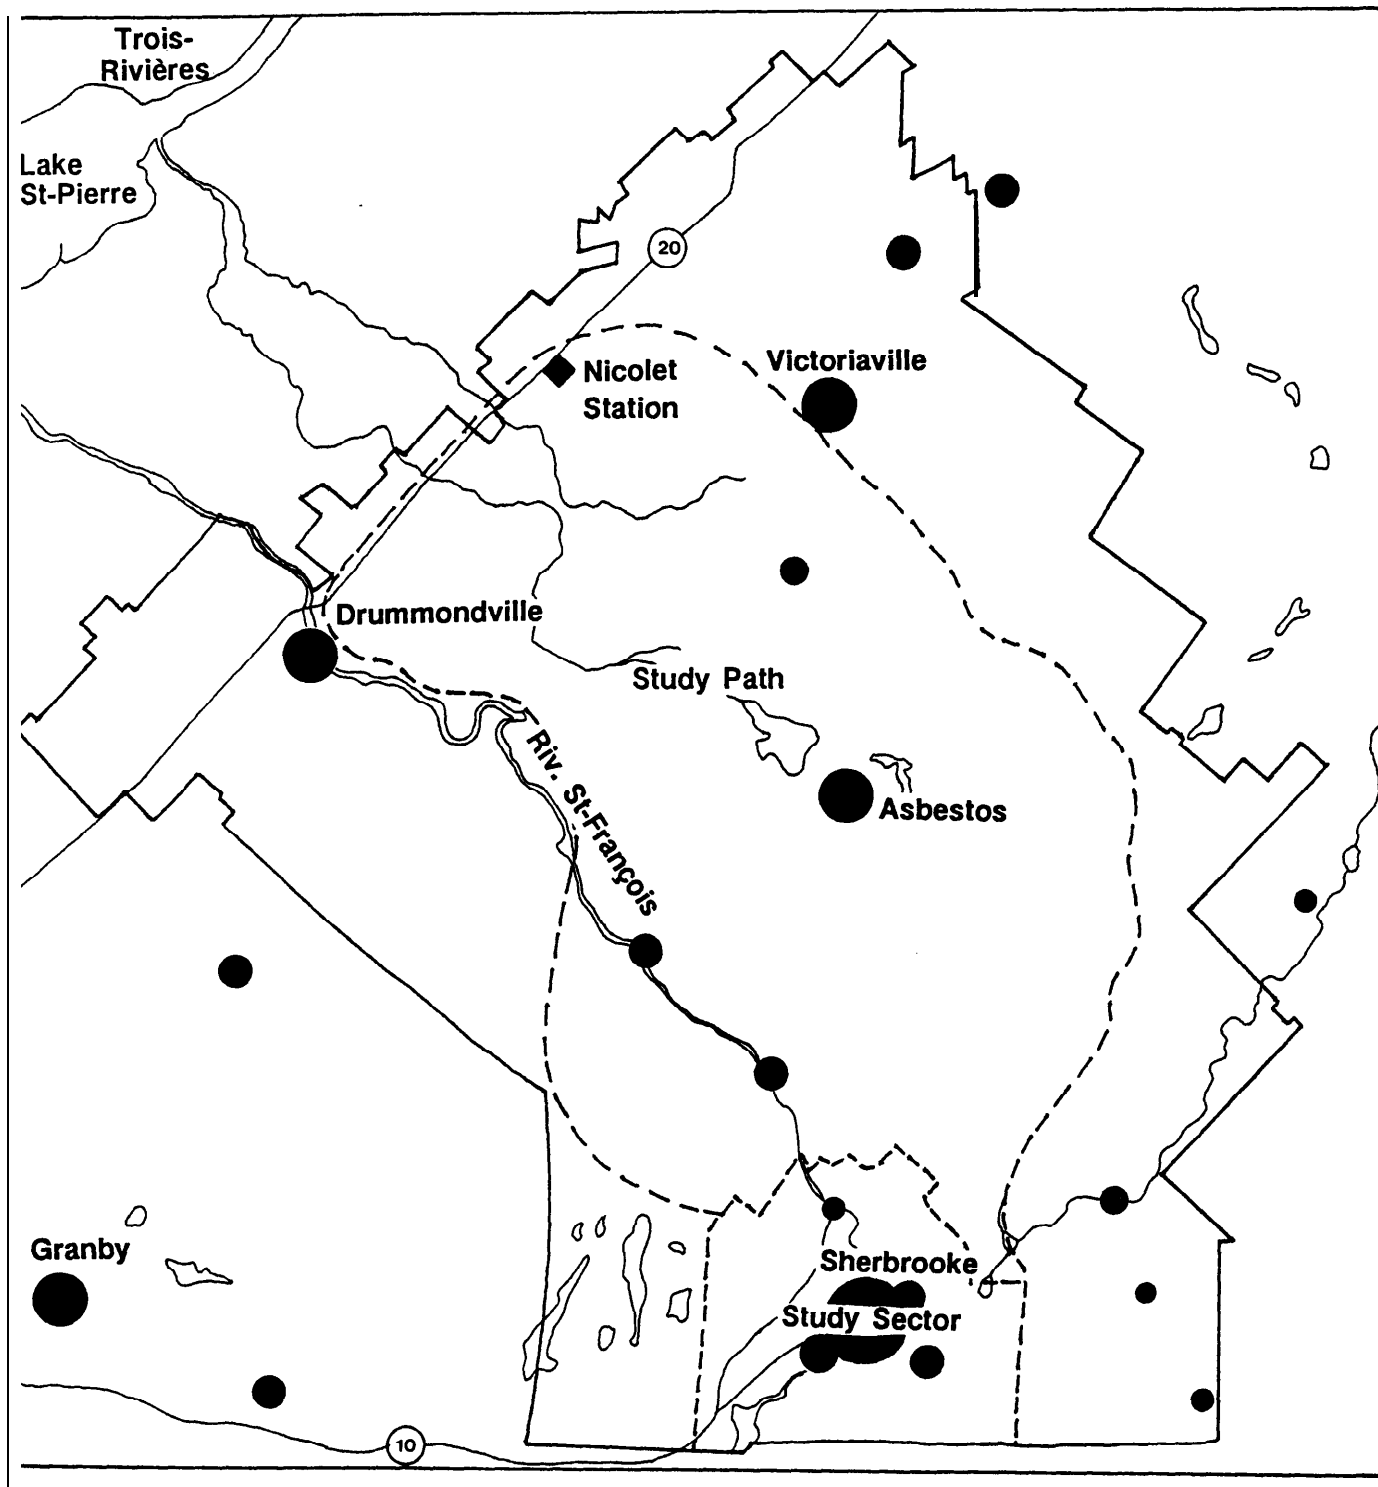 Trois-
Rivières
Lake
St-Pierre
20
Nicolet
Station
Victoriaville
Drummondville
Study Path
Riv. St-François
Asbestos
Granby
Sherbrooke
Study Sector
10